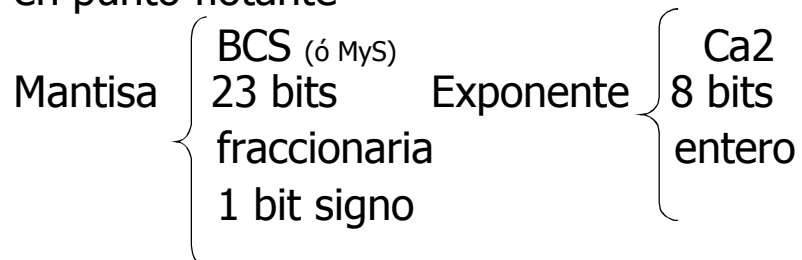 en punto flotante
BCS (ó MyS) Ca2
Mantisa 23 bits Exponente 8 bits
fraccionaria entero
1 bit signo